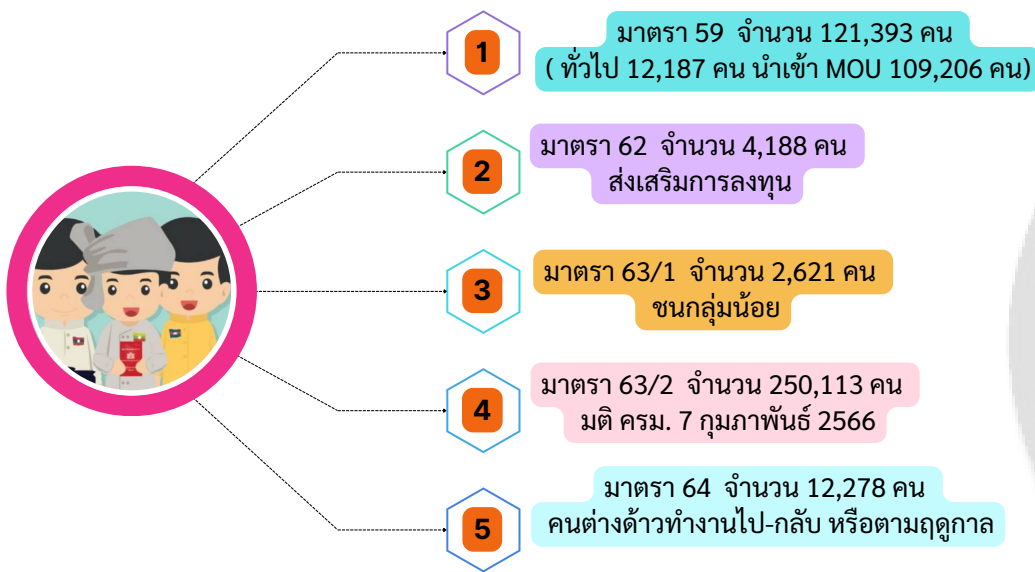 1
มาตรา 59 จำนวน 121,393 คน
( ทั่วไป 12,187 คน นำเข้า MOU 109,206 คน)
2
มาตรา 62 จำนวน 4,188 คน
ส่งเสริมการลงทุน
3
มาตรา 63/1 จำนวน 2,621 คน
ชนกลุ่มน้อย
4
มาตรา 63/2 จำนวน 250,113 คน
มติ ครม. 7 กุมภาพันธ์ 2566
5
มาตรา 64 จำนวน 12,278 คน
คนต่างด้าวทำงานไป-กลับ หรือตามฤดูกาล